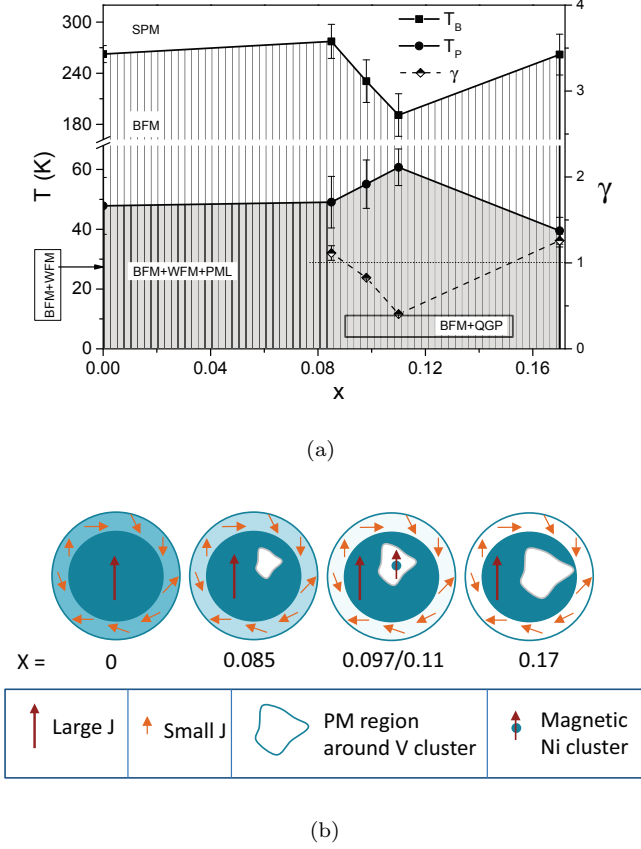 300
270
240
210
180
60
40
20
0
T (K)
SPM
BFM
T_B
T_P
γ
4
3
2
1
0
γ
BFM+WFM
BFM+WFM+PML
BFM+QGP
0.00
0.04
0.08
0.12
0.16
x
(a)
X =
0
0.085
0.097/0.11
0.17
Large J
Small J
PM region
around V cluster
Magnetic
Ni cluster
(b)